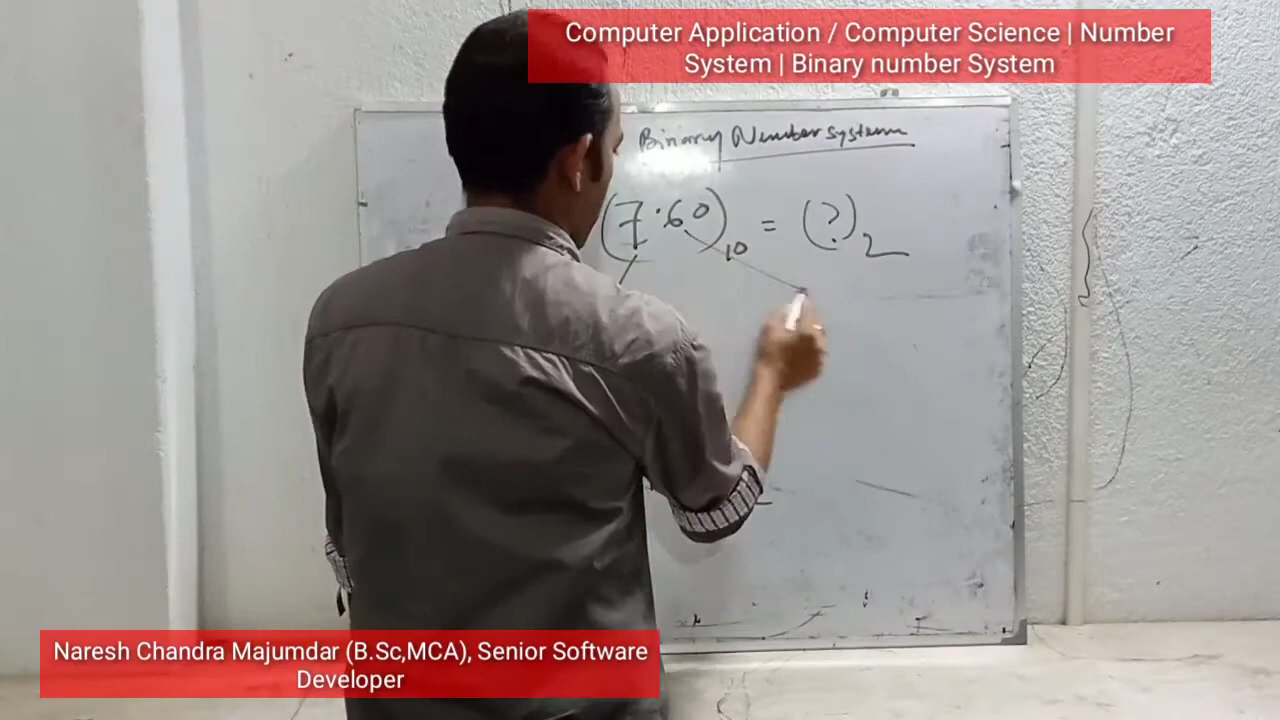 Computer Application / Computer Science | Number
System | Binary number System
Binary Number system
(7.60)10 = (?)2
Naresh Chandra Majumdar (B.Sc,MCA), Senior Software
Developer